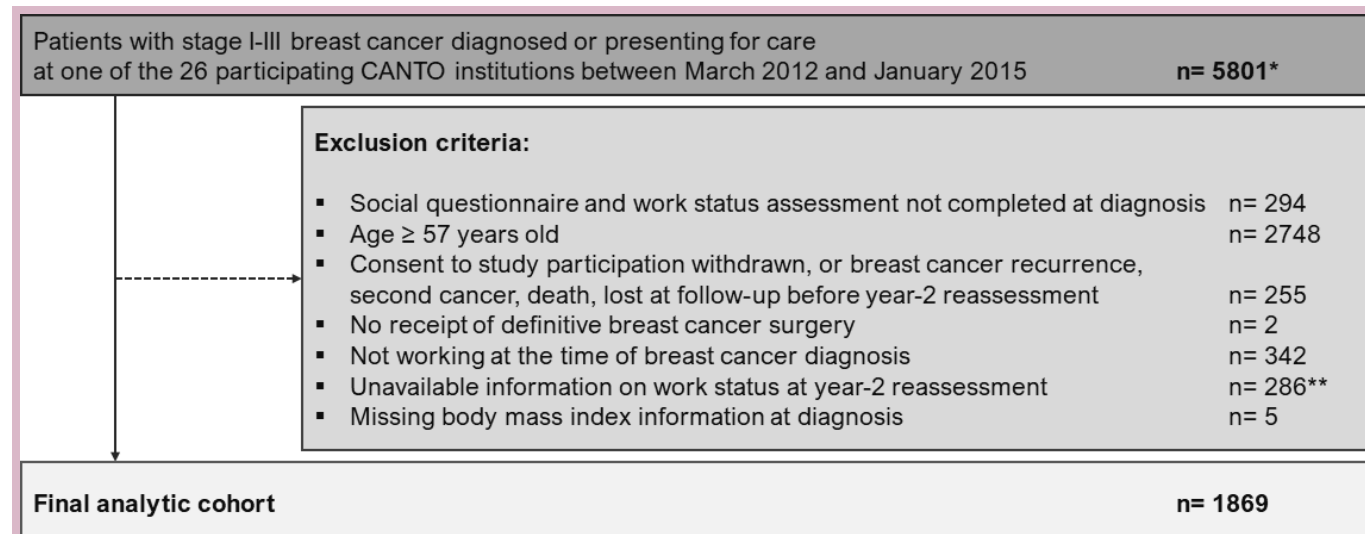 Patients with stage I-III breast cancer diagnosed or presenting for care
at one of the 26 participating CANTO institutions between March 2012 and January 2015 n= 5801*
Exclusion criteria:
▪ Social questionnaire and work status assessment not completed at diagnosis n= 294
▪ Age ≥ 57 years old n= 2748
▪ Consent to study participation withdrawn, or breast cancer recurrence,
second cancer, death, lost at follow-up before year-2 reassessment n= 255
▪ No receipt of definitive breast cancer surgery n= 2
▪ Not working at the time of breast cancer diagnosis n= 342
▪ Unavailable information on work status at year-2 reassessment n= 286**
▪ Missing body mass index information at diagnosis n= 5
Final analytic cohort n= 1869